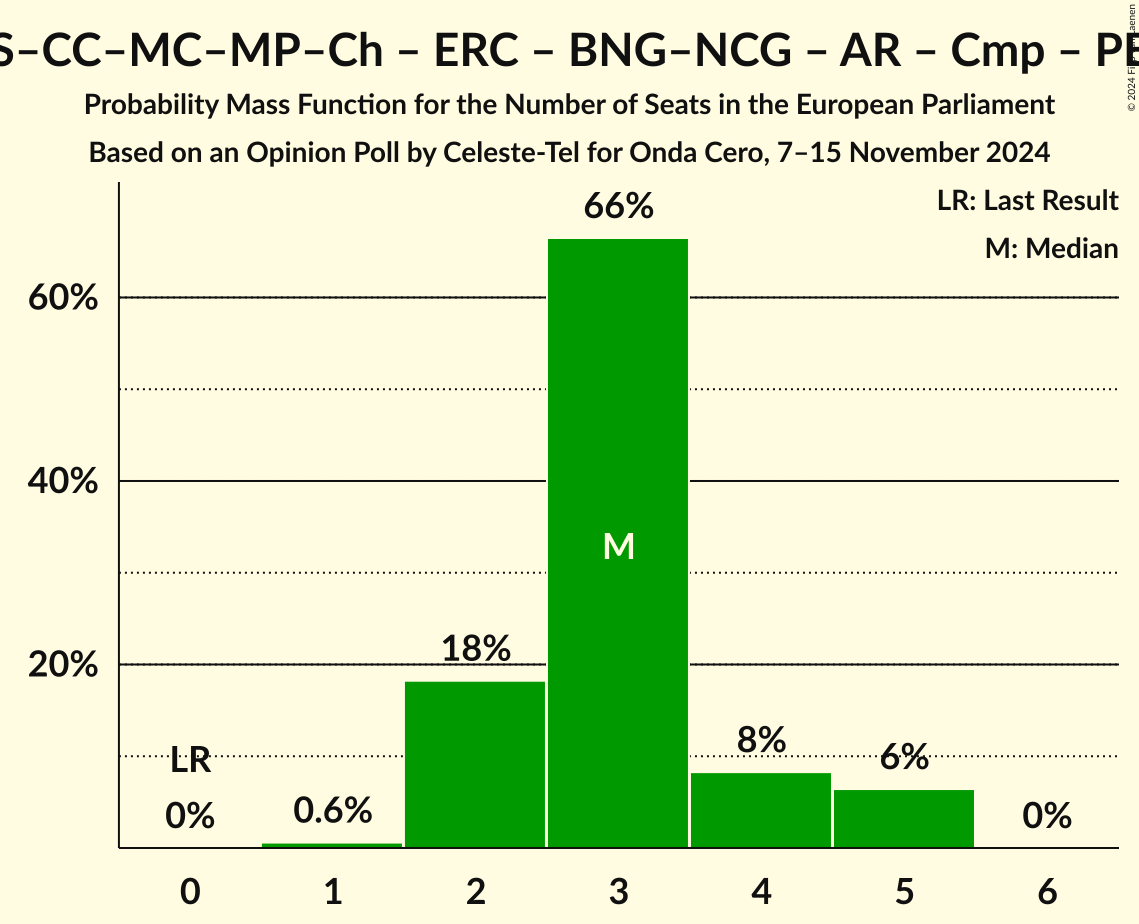 S–CC–MC–MP–Ch – ERC – BNG–NCG – AR – Cmp –
Probability Mass Function for the Number of Seats in the European Parliament
Based on an Opinion Poll by Celeste-Tel for Onda Cero, 7–15 November 2024
LR: Last Result
M: Median
66%
60%
40%
M
20%
18%
LR
0%
0.6%
8%
6%
0%
0 1 2 3 4 5 6
© 2024